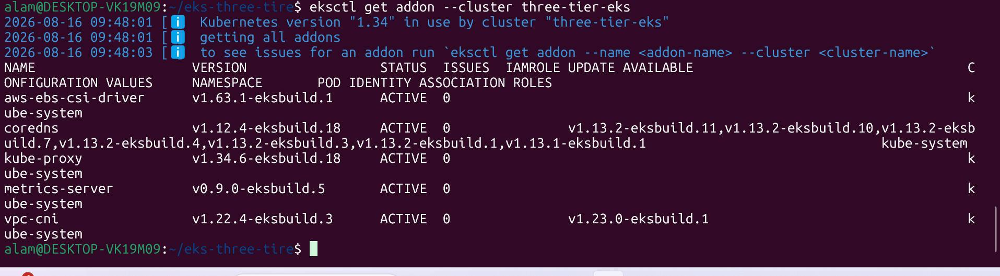 alam@DESKTOP-VK19M09:~/eks-three-tire$ eksctl get addon --cluster three-tier-eks
2026-08-16 09:48:01 [ℹ]  Kubernetes version "1.34" in use by cluster "three-tier-eks"
2026-08-16 09:48:01 [ℹ]  getting all addons
2026-08-16 09:48:03 [ℹ]  to see issues for an addon run `eksctl get addon --name <addon-name> --cluster <cluster-name>`
NAME                    VERSION                 STATUS  ISSUES  IAMROLE UPDATE AVAILABLE                                   C
ONFIGURATION VALUES     NAMESPACE       POD IDENTITY ASSOCIATION ROLES
aws-ebs-csi-driver      v1.63.1-eksbuild.1      ACTIVE  0                                                                  k
ube-system
coredns                 v1.12.4-eksbuild.18     ACTIVE  0               v1.13.2-eksbuild.11,v1.13.2-eksbuild.10,v1.13.2-eksb
uild.7,v1.13.2-eksbuild.4,v1.13.2-eksbuild.3,v1.13.2-eksbuild.1,v1.13.1-eksbuild.1                              kube-system
kube-proxy              v1.34.6-eksbuild.18     ACTIVE  0                                                                  k
ube-system
metrics-server          v0.9.0-eksbuild.5       ACTIVE  0                                                                  k
ube-system
vpc-cni                 v1.22.4-eksbuild.3      ACTIVE  0               v1.23.0-eksbuild.1                                 k
ube-system
alam@DESKTOP-VK19M09:~/eks-three-tire$